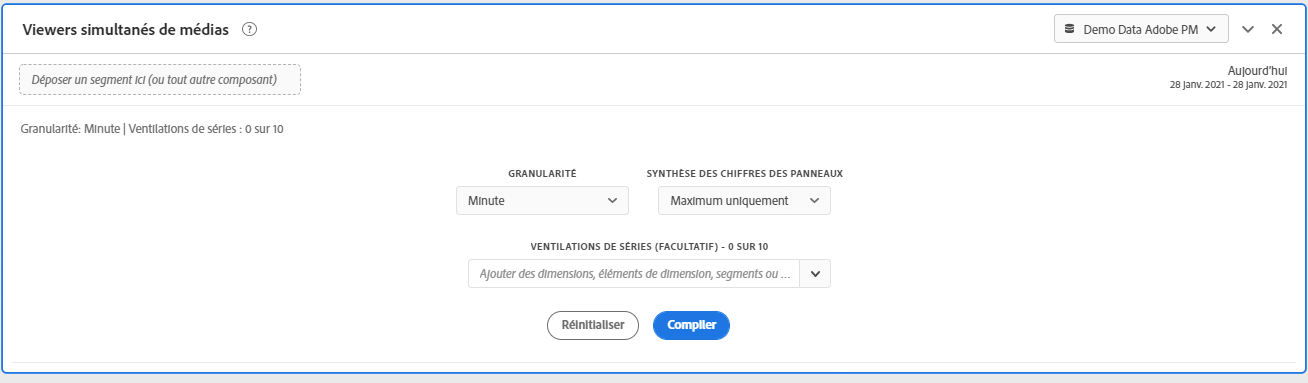 Viewers simultanés de médias ?
Demo Data Adobe PM
Déposer un segment ici (ou tout autre composant)
Aujourd'hui
28 janv. 2021 - 28 janv. 2021
Granularité: Minute | Ventilations de séries : 0 sur 10
GRANULARITÉ
SYNTHÈSE DES CHIFFRES DES PANNEAUX
Minute
Maximum uniquement
VENTILATIONS DE SÉRIES (FACULTATIF) - 0 SUR 10
Ajouter des dimensions, éléments de dimension, segments ou ...
Réinitialiser
Compiler